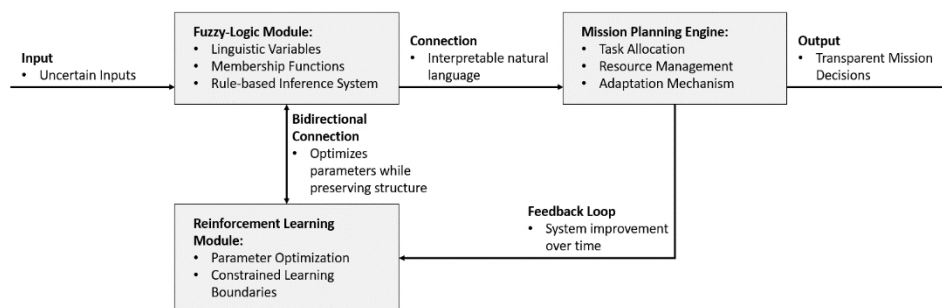 Input
• Uncertain Inputs
Fuzzy-Logic Module:
• Linguistic Variables
• Membership Functions
• Rule-based Inference System
Connection
• Interpretable natural
language
Mission Planning Engine:
• Task Allocation
• Resource Management
• Adaptation Mechanism
Output
• Transparent Mission
Decisions
Bidirectional
Connection
• Optimizes
parameters while
preserving structure
Reinforcement Learning
Module:
• Parameter Optimization
• Constrained Learning
Boundaries
Feedback Loop
• System improvement
over time